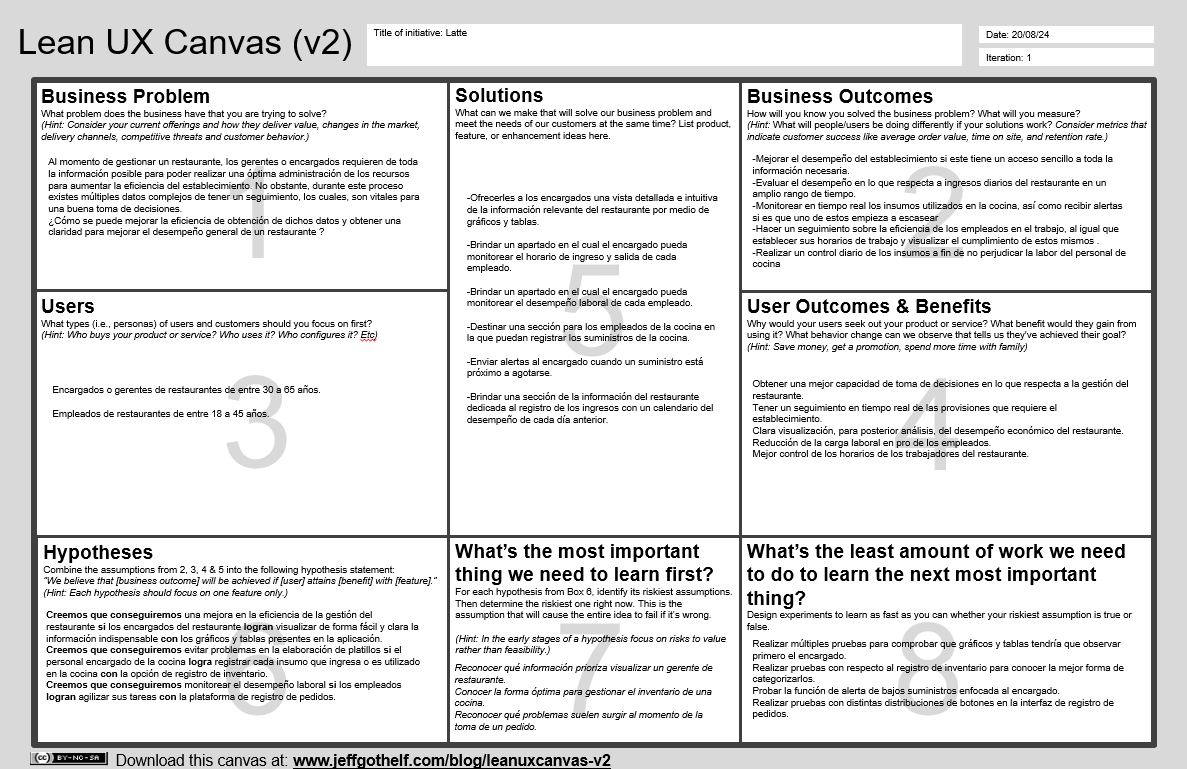 Lean UX Canvas (v2)
Title of initiative: Latte
Date: 20/08/24
Iteration: 1
Business Problem
What problem does the business have that you are trying to solve?
(Hint: Consider your current offerings and how they deliver value, changes in the market,
delivery channels, competitive threats and customer behavior.)
Al momento de gestionar un restaurante, los gerentes o encargados requieren de toda
la información posible para poder realizar una óptima administración de los recursos
para aumentar la eficiencia del establecimiento. No obstante, durante este proceso
existes múltiples datos complejos de tener un seguimiento, los cuales, son vitales para
una buena toma de decisiones.
¿Cómo se puede mejorar la eficiencia de obtención de dichos datos y obtener una
claridad para mejorar el desempeño general de un restaurante ?
1
Users
What types (i.e., personas) of users and customers should you focus on first?
(Hint: Who buys your product or service? Who uses it? Who configures it? Etc)
Encargados o gerentes de restaurantes de entre 30 a 65 años.
Empleados de restaurantes de entre 18 a 45 años.
3
Solutions
What can we make that will solve our business problem and
meet the needs of our customers at the same time? List product,
feature, or enhancement ideas here.
-Ofrecerles a los encargados una vista detallada e intuitiva
de la información relevante del restaurante por medio de
gráficos y tablas.
-Brindar un apartado en el cual el encargado pueda
monitorear el horario de ingreso y salida de cada
empleado.
-Brindar un apartado en el cual el encargado pueda
monitorear el desempeño laboral de cada empleado.
-Destinar una sección para los empleados de la cocina en
la que puedan registrar los suministros de la cocina.
-Enviar alertas al encargado cuando un suministro está
próximo a agotarse.
-Brindar una sección de la información del restaurante
dedicada al registro de los ingresos con un calendario del
desempeño de cada día anterior.
5
Business Outcomes
How will you know you solved the business problem? What will you measure?
(Hint: What will people/users be doing differently if your solutions work? Consider metrics that
indicate customer success like average order value, time on site, and retention rate.)
-Mejorar el desempeño del establecimiento si este tiene un acceso sencillo a toda la
información necesaria.
-Evaluar el desempeño en lo que respecta a ingresos diarios del restaurante en un
amplio rango de tiempo.
-Monitorear en tiempo real los insumos utilizados en la cocina, así como recibir alertas
si es que uno de estos empieza a escasear
-Hacer un seguimiento sobre la eficiencia de los empleados en el trabajo, al igual que
establecer sus horarios de trabajo y visualizar el cumplimiento de estos mismos .
-Realizar un control diario de los insumos a fin de no perjudicar la labor del personal de
cocina
2
User Outcomes & Benefits
Why would your users seek out your product or service? What benefit would they gain from
using it? What behavior change can we observe that tells us they've achieved their goal?
(Hint: Save money, get a promotion, spend more time with family)
Obtener una mejor capacidad de toma de decisiones en lo que respecta a la gestión del
restaurante.
Tener un seguimiento en tiempo real de las provisiones que requiere el
establecimiento.
Clara visualización, para posterior análisis, del desempeño económico del restaurante.
Reducción de la carga laboral en pro de los empleados.
Mejor control de los horarios de los trabajadores del restaurante.
4
Hypotheses
Combine the assumptions from 2, 3, 4 & 5 into the following hypothesis statement:
"We believe that [business outcome] will be achieved if [user] attains [benefit] with [feature]."
(Hint: Each hypothesis should focus on one feature only.)
Creemos que conseguiremos una mejora en la eficiencia de la gestión del
restaurante si los encargados del restaurante logran visualizar de forma fácil y clara la
información indispensable con los gráficos y tablas presentes en la aplicación.
Creemos que conseguiremos evitar problemas en la elaboración de platillos si el
personal encargado de la cocina logra registrar cada insumo que ingresa o es utilizado
en la cocina con la opción de registro de inventario.
Creemos que conseguiremos monitorear el desempeño laboral si los empleados
logran agilizar sus tareas con la plataforma de registro de pedidos.
6
What's the most important
thing we need to learn first?
For each hypothesis from Box 6, identify its riskiest assumptions.
Then determine the riskiest one right now. This is the
assumption that will cause the entire idea to fail if it's wrong.
(Hint: In the early stages of a hypothesis focus on risks to value
rather than feasibility.)
Reconocer qué información prioriza visualizar un gerente de
restaurante.
Conocer la forma óptima para gestionar el inventario de una
cocina.
Reconocer qué problemas suelen surgir al momento de la
toma de un pedido.
7
What's the least amount of work we need
to do to learn the next most important
thing?
Design experiments to learn as fast as you can whether your riskiest assumption is true or
false.
Realizar múltiples pruebas para comprobar que gráficos y tablas tendría que observar
primero el encargado.
Realizar pruebas con respecto al registro de inventario para conocer la mejor forma de
categorizarlos.
Probar la función de alerta de bajos suministros enfocada al encargado.
Realizar pruebas con distintas distribuciones de botones en la interfaz de registro de
pedidos.
8
cc BY-NC-SA
Download this canvas at: www.jeffgothelf.com/blog/leanuxcanvas-v2